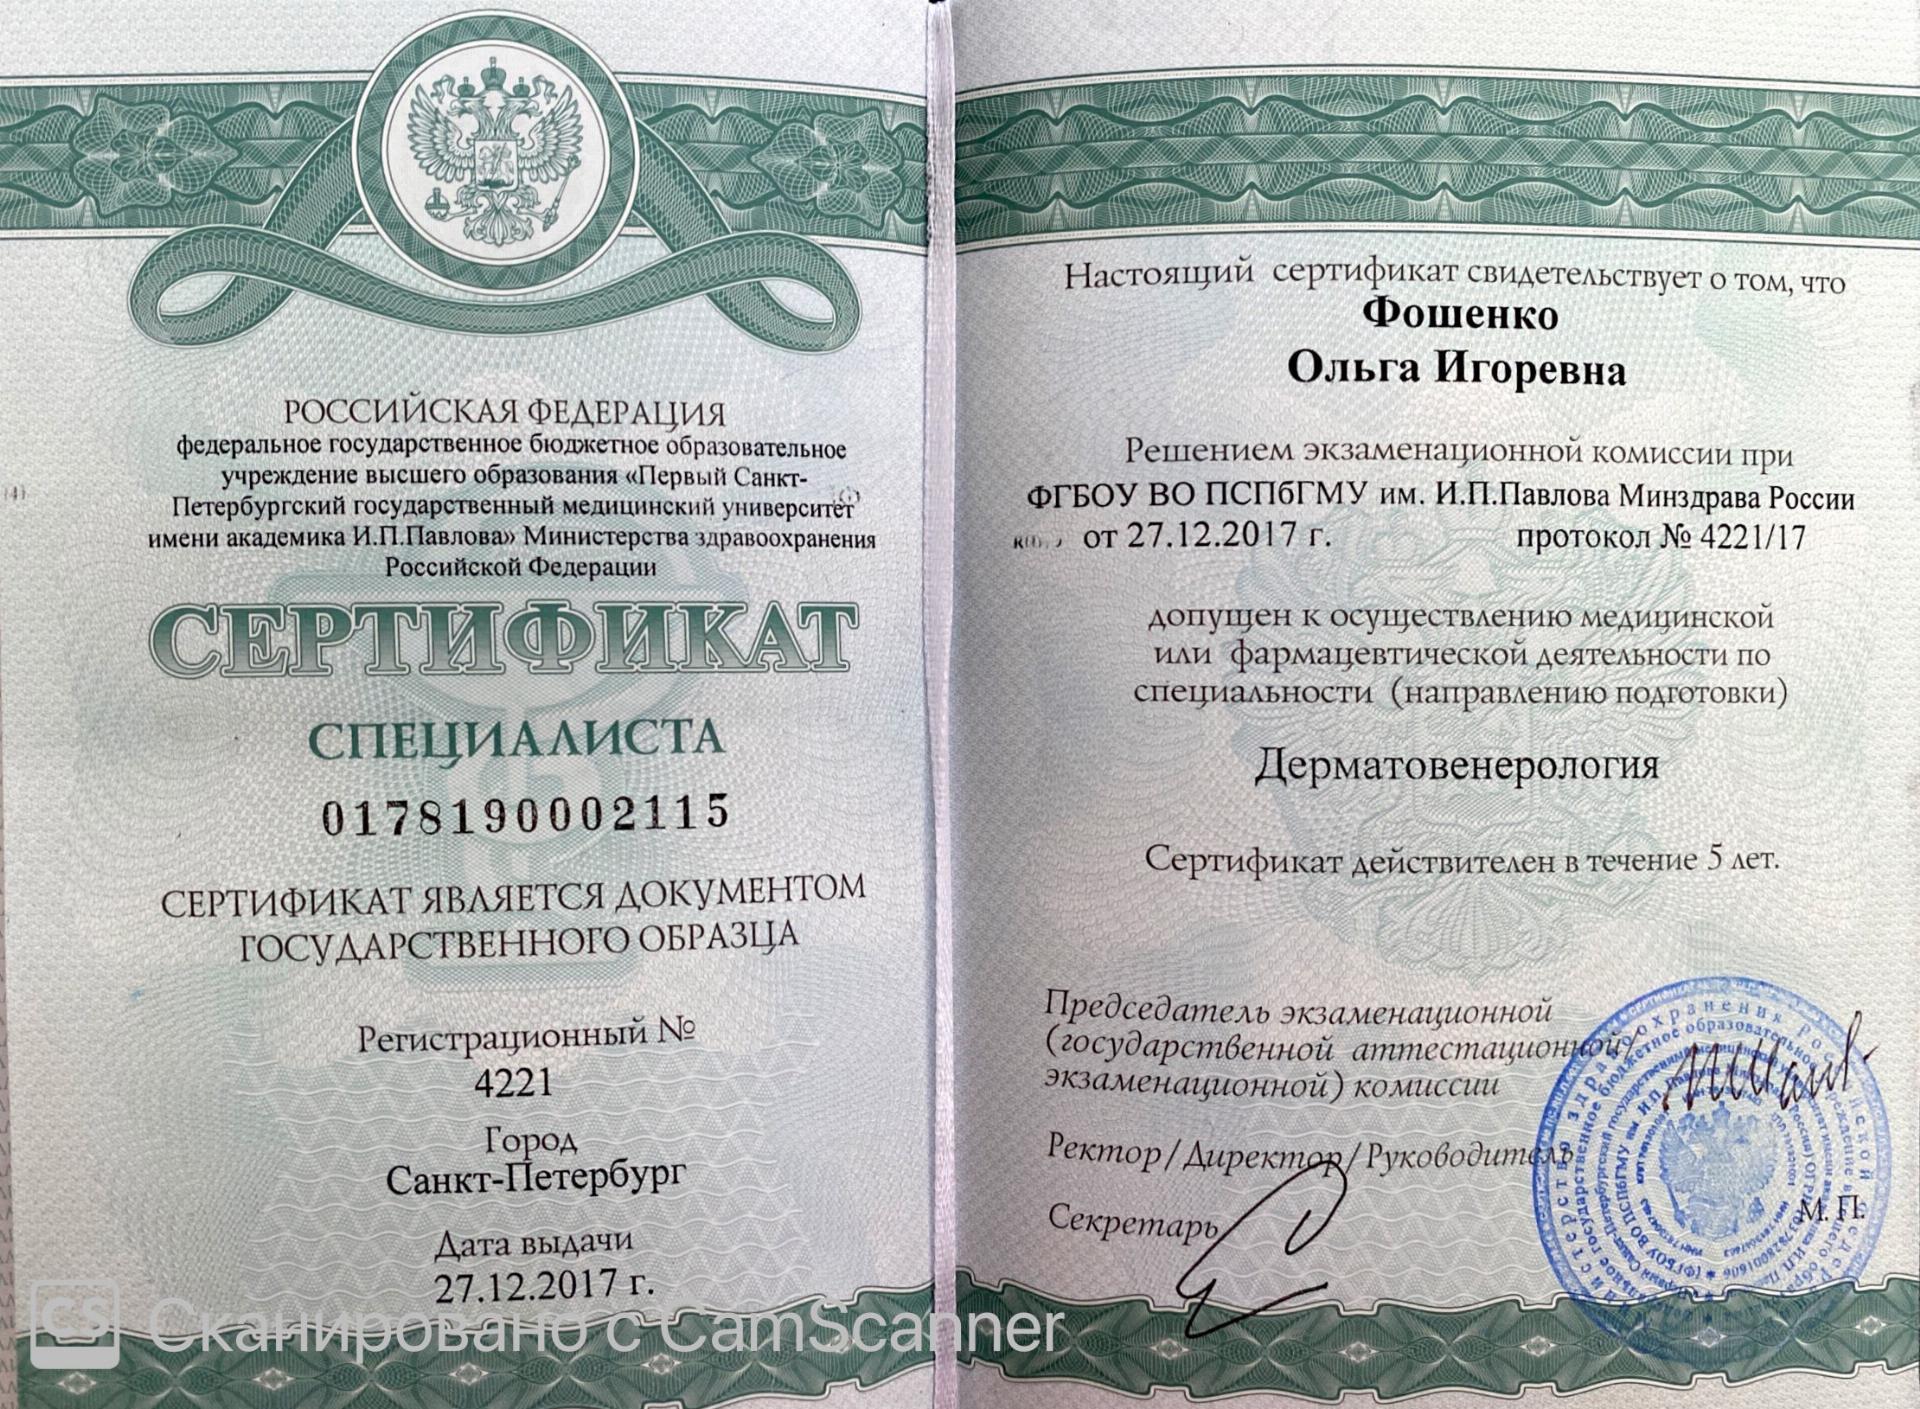 РОССИЙСКАЯ ФЕДЕРАЦИЯ
федеральное государственное бюджетное образовательное
учреждение высшего образования «Первый Санкт-
Петербургский государственный медицинский университет
имени академика И.П.Павлова» Министерства здравоохранения
Российской Федерации
СЕРТИФИКАТ
СПЕЦИАЛИСТА
0178190002115
СЕРТИФИКАТ ЯВЛЯЕТСЯ ДОКУМЕНТОМ
ГОСУДАРСТВЕННОГО ОБРАЗЦА
Регистрационный №
4221
Город
Санкт-Петербург
Дата выдачи
27.12.2017 г.
Настоящий сертификат свидетельствует о том, что
Фошенко
Ольга Игоревна
Решением экзаменационной комиссии при
ФГБОУ ВО ПСПбГМУ им. И.П.Павлова Минздрава России
от 27.12.2017 г. протокол № 4221/17
допущен к осуществлению медицинской
или фармацевтической деятельности по
специальности (направлению подготовки)
Дерматовенерология
Сертификат действителен в течение 5 лет.
Председатель экзаменационной
(государственной аттестационной/
экзаменационной) комиссии
Ректор/Директор/Руководитель
Секретарь
М. П.
CS Сканировано с CamScanner